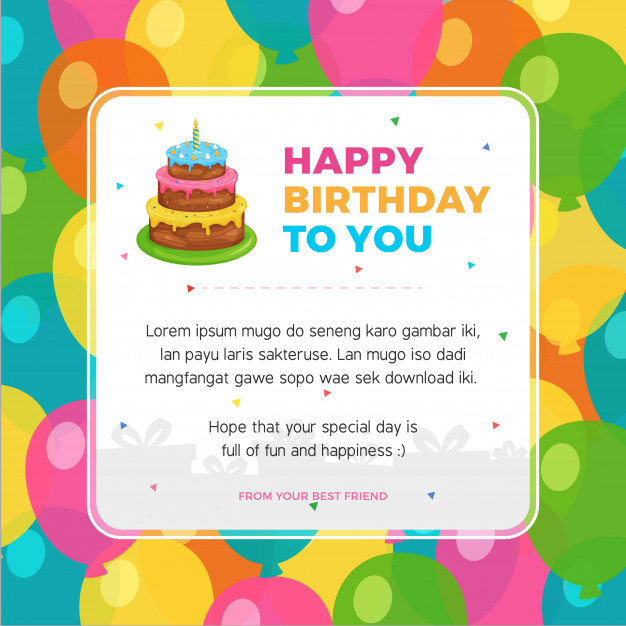 HAPPY
BIRTHDAY
TO YOU
Lorem ipsum mugo do seneng karo gambar iki,
lan payu laris sakteruse. Lan mugo iso dadi
mangfangat gawe sopo wae sek download iki.
Hope that your special day is
full of fun and happiness :)
FROM YOUR BEST FRIEND